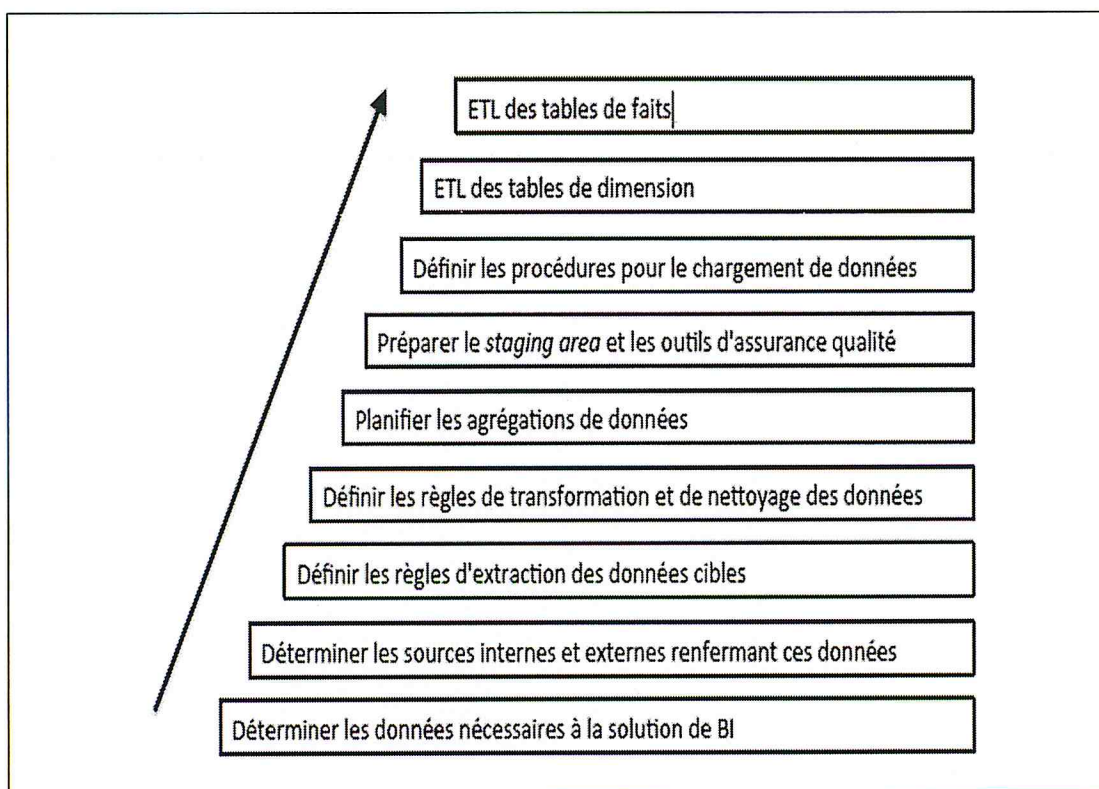 ETL des tables de faits
ETL des tables de dimension
Définir les procédures pour le chargement de données
Préparer le staging area et les outils d'assurance qualité
Planifier les agrégations de données
Définir les règles de transformation et de nettoyage des données
Définir les règles d'extraction des données cibles
Déterminer les sources internes et externes renfermant ces données
Déterminer les données nécessaires à la solution de BI